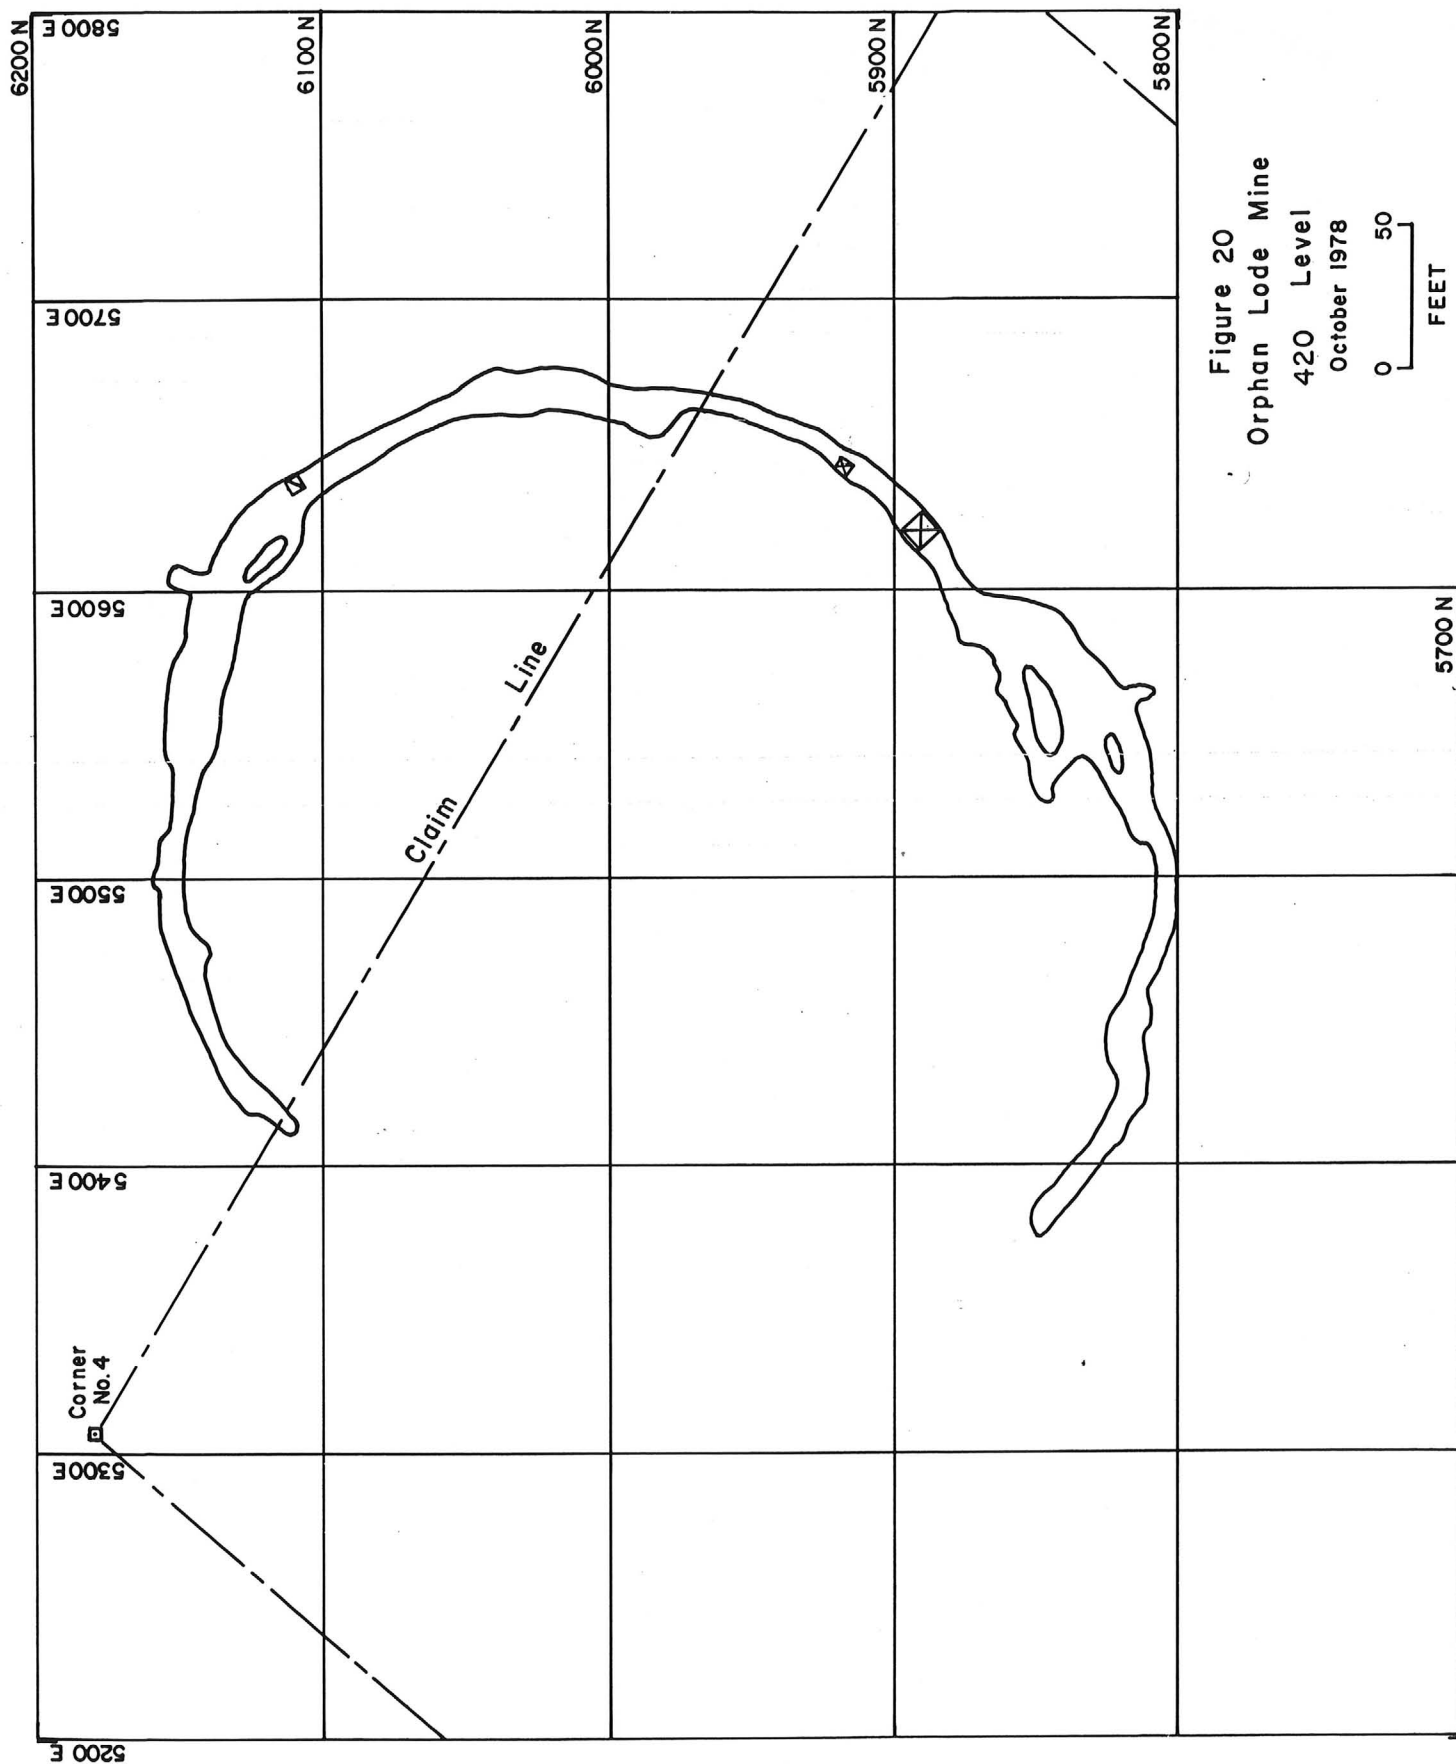 6200 N
6100 N
6000 N
5900 N
5800 N
5700 N
5800 E
5700 E
5600 E
5500 E
5400 E
5300 E
5200 E
Corner
No. 4
Claim Line
Figure 20
Orphan Lode Mine
420 Level
October 1978
0 50
FEET